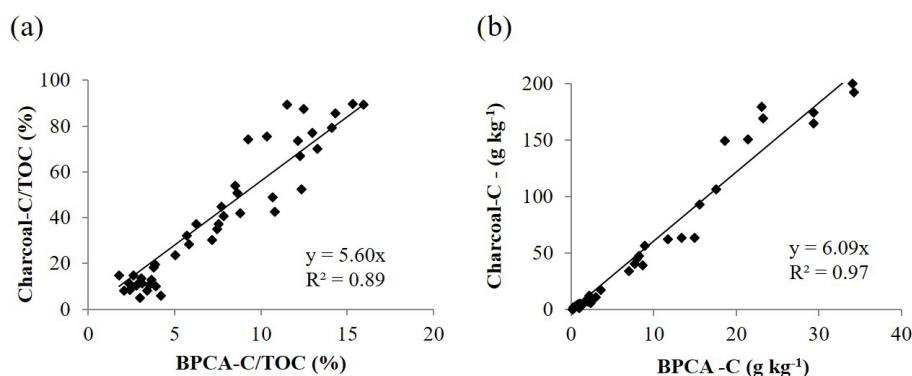 (a)
(b)
Charcoal-C/TOC (%)
100
80
60
40
20
0
y = 5.60x
R² = 0.89
0 5 10 15 20
BPCA-C/TOC (%)
Charcoal-C - (g kg⁻¹)
200
150
100
50
0
y = 6.09x
R² = 0.97
0 10 20 30 40
BPCA -C (g kg⁻¹)